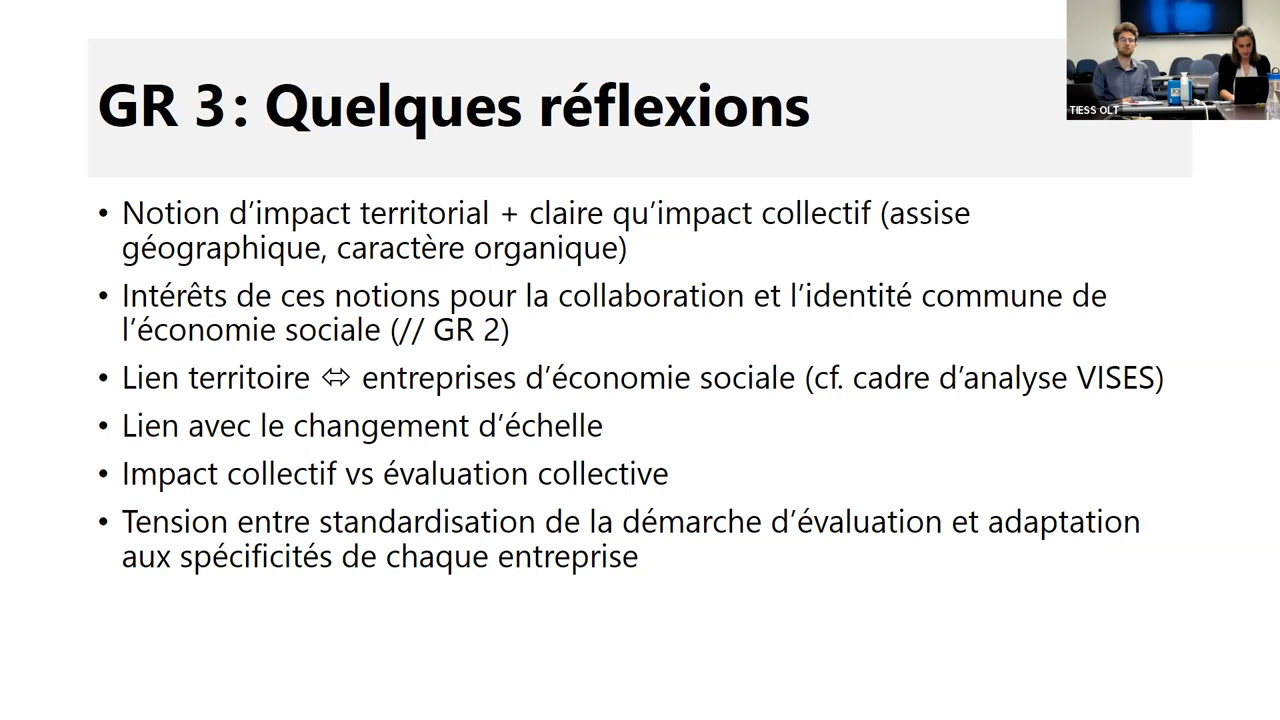 GR 3 : Quelques réflexions
TIESS OLT
• Notion d’impact territorial + claire qu’impact collectif (assise
géographique, caractère organique)
• Intérêts de ces notions pour la collaboration et l’identité commune de
l’économie sociale (// GR 2)
• Lien territoire ⬄ entreprises d’économie sociale (cf. cadre d’analyse VISES)
• Lien avec le changement d’échelle
• Impact collectif vs évaluation collective
• Tension entre standardisation de la démarche d’évaluation et adaptation
aux spécificités de chaque entreprise